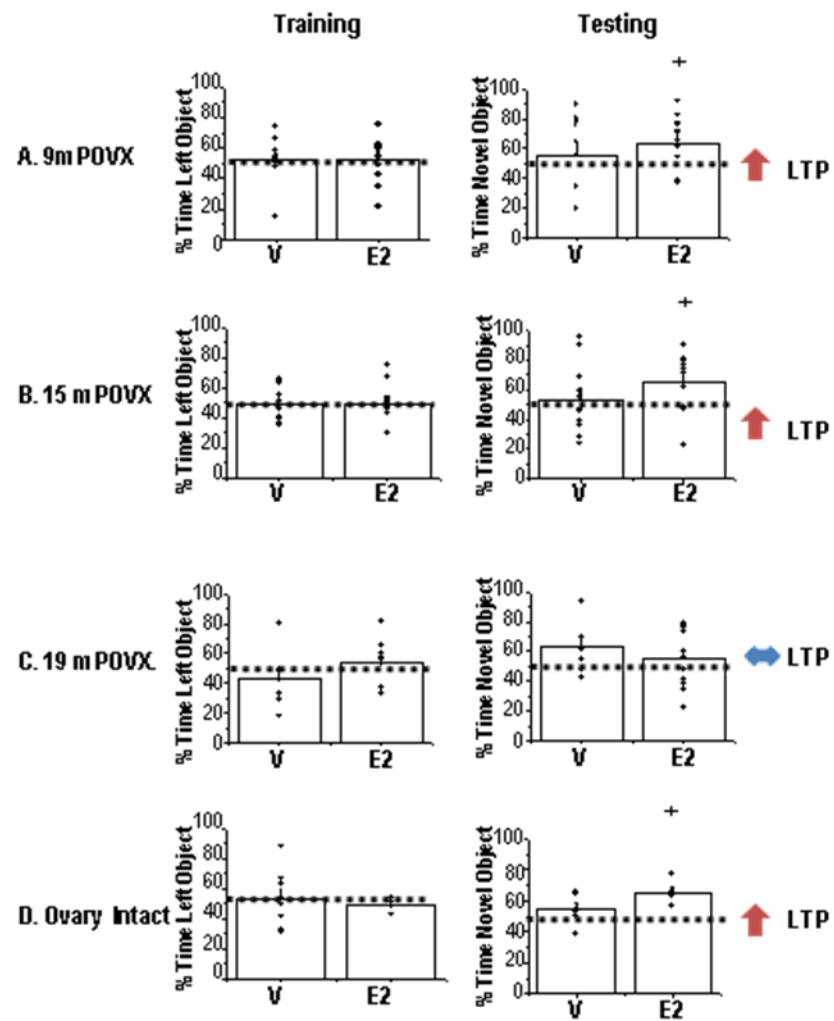 Training
Testing
A. 9m POVX
% Time Left Object
100
80
60
40
20
0
V
E2
% Time Novel Object
100
80
60
40
20
0
V
E2
+
LTP
B. 15 m POVX
% Time Left Object
100
80
60
40
20
0
V
E2
% Time Novel Object
100
80
60
40
20
0
V
E2
+
LTP
C. 19 m POVX.
% Time Left Object
100
80
60
40
20
0
V
E2
% Time Novel Object
100
80
60
40
20
0
V
E2
LTP
D. Ovary Intact
% Time Left Object
100
80
60
40
20
0
V
E2
% Time Novel Object
100
80
60
40
20
0
V
E2
+
LTP